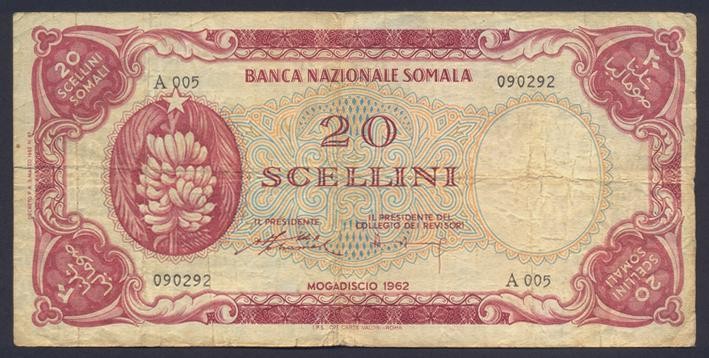 20
SCELLINI
SOMALI
BANCA NAZIONALE SOMALA
A 005
090292
20
SCELLINI
IL PRESIDENTE
IL PRESIDENTE DEL
COLLEGIO DEI REVISORI
090292
A 005
MOGADISCIO 1962
20
SCELLINI
SOMALI